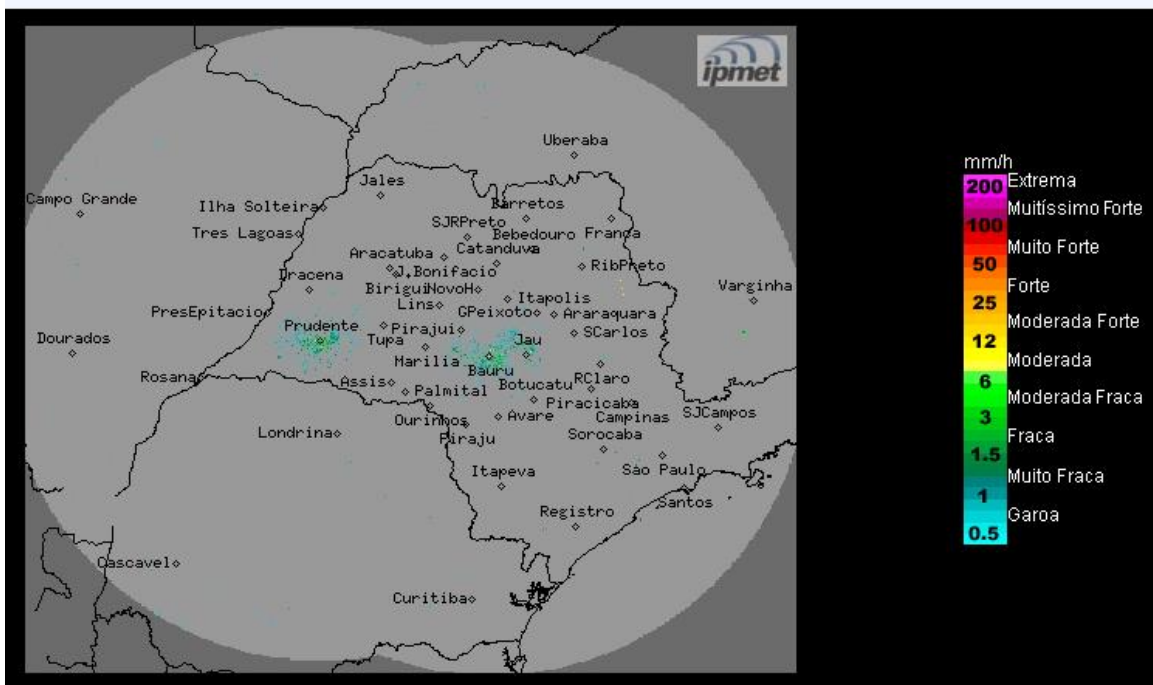 ipmet
Uberaba
Jales
Campo Grande
Ilha Solteira
Barretos
SJRPreto
Tres Lagoas
Bebedouro Franca
Aracatuba
Catanduva
J.Bonifacio
RibPreto
Dracena
Birigui
NovoH
Varginha
Lins
Itapolis
PresEpitacio
GPeixoto
Araraquara
Prudente
Pirajui
SCarlos
Dourados
Tupa
Jau
Marilia
Bauru
Rosana
Assis
Botucatu
RClaro
Palmital
Piracicaba
Ourinhos
Avare
Campinas
SJCampos
Londrina
Piraju
Sorocaba
Itapeva
Sao Paulo
Santos
Registro
Cascavel
Curitiba
mm/h
200 Extrema
Muitíssimo Forte
100
Muito Forte
50
Forte
25
Moderada Forte
12
Moderada
6
Moderada Fraca
3
Fraca
1.5
Muito Fraca
1
Garoa
0.5